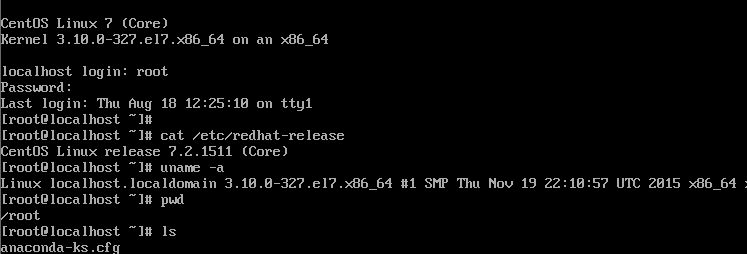 CentOS Linux 7 (Core)
Kernel 3.10.0-327.el7.x86_64 on an x86_64
localhost login: root
Password:
Last login: Thu Aug 18 12:25:10 on tty1
[root@localhost ~]#
[root@localhost ~]# cat /etc/redhat-release
CentOS Linux release 7.2.1511 (Core)
[root@localhost ~]# uname -a
Linux localhost.localdomain 3.10.0-327.el7.x86_64 #1 SMP Thu Nov 19 22:10:57 UTC 2015 x86_64 x
[root@localhost ~]# pwd
/root
[root@localhost ~]# ls
anaconda-ks.cfg